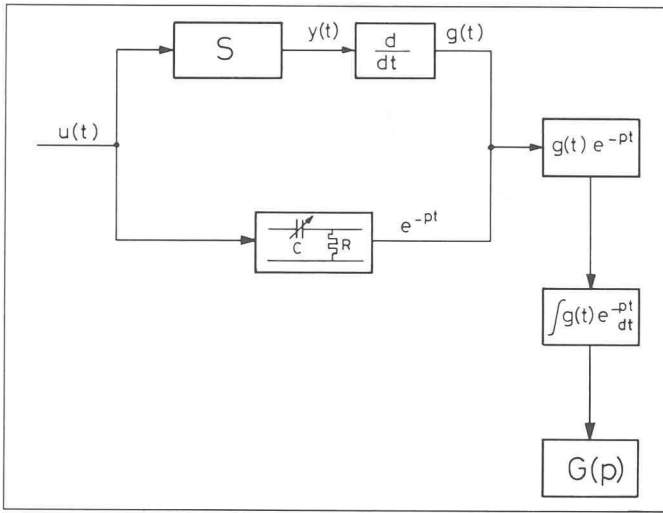 u(t)
S
y(t)
d
dt
g(t)
C
R
e^-pt
g(t) e^-pt
∫g(t) e^-pt dt
G(p)